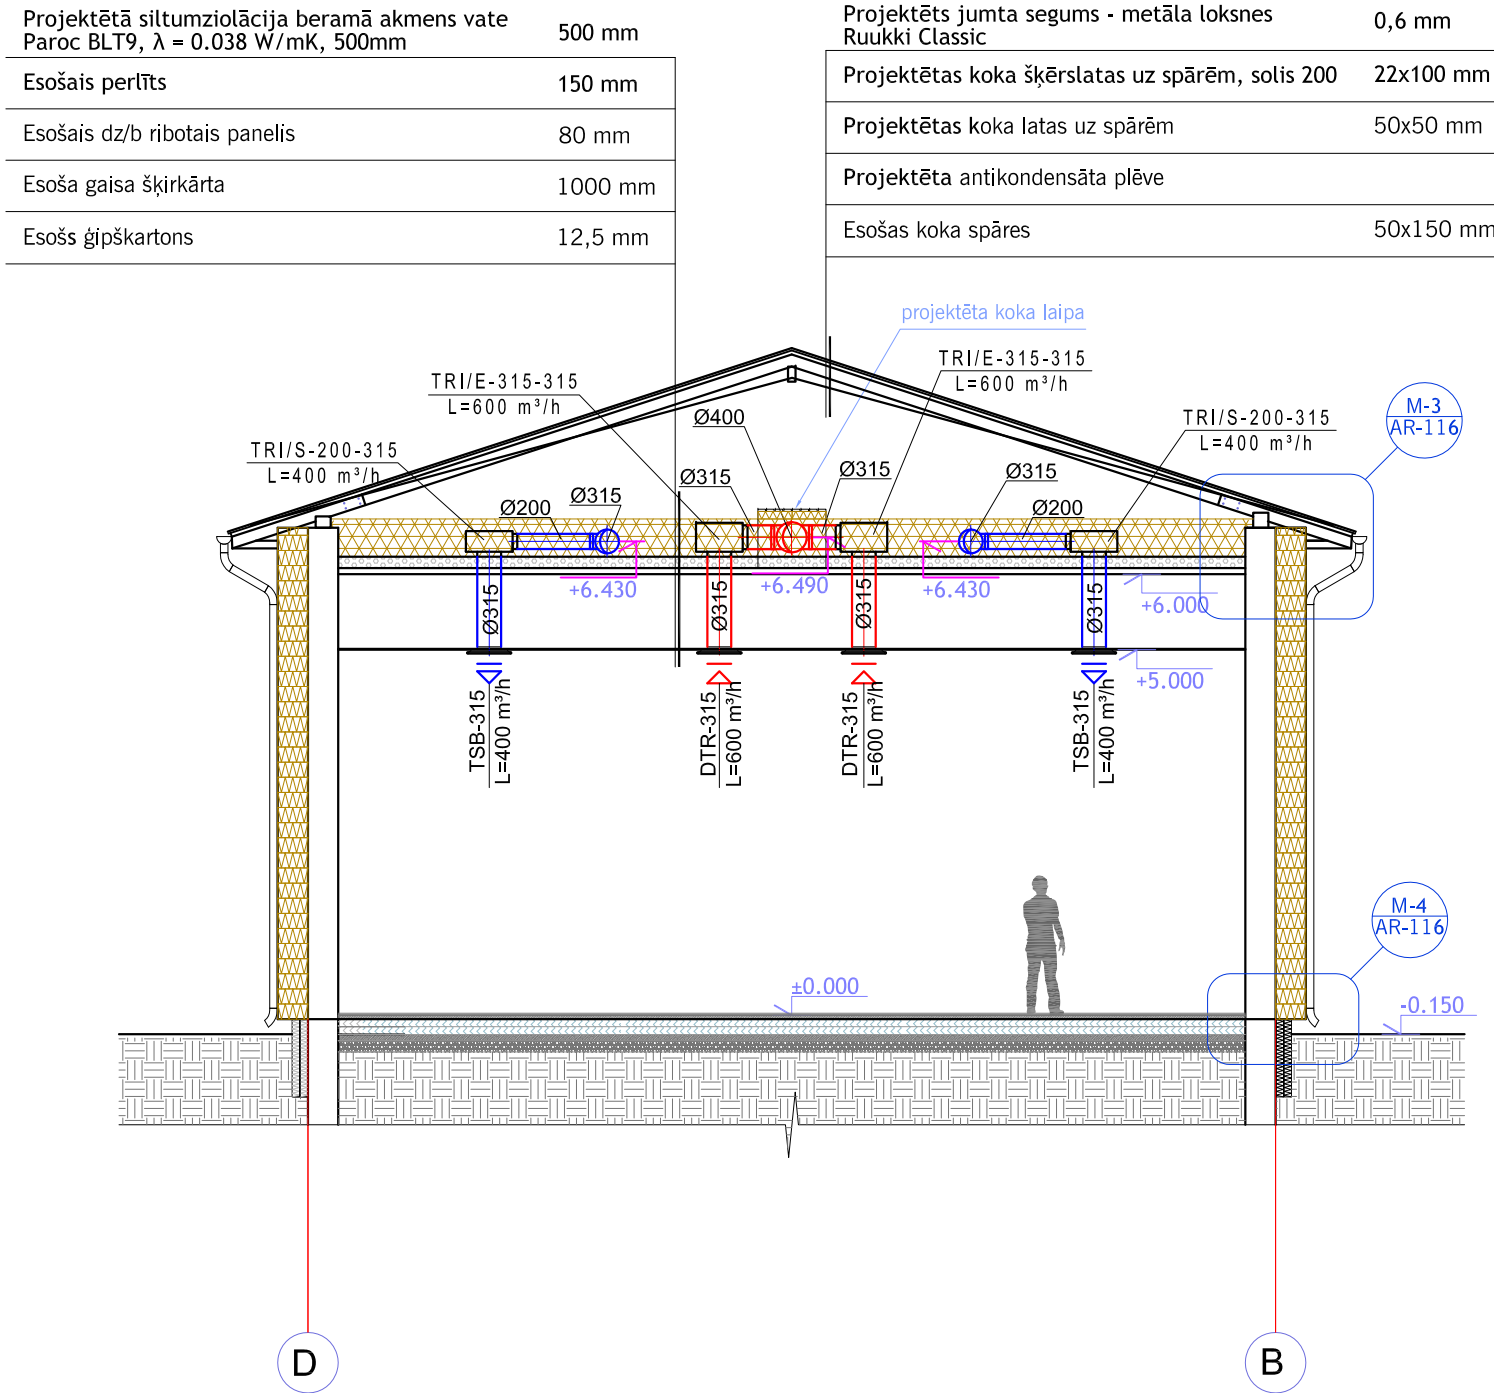 Projektētā siltumziolācija beramā akmens vate
Paroc BLT9, λ = 0.038 W/mK, 500mm
500 mm
Esošais perlīts
150 mm
Esošais dz/b ribotais panelis
80 mm
Esoša gaisa šķirkārta
1000 mm
Esošs ģipškartons
12,5 mm
Projektēts jumta segums - metāla loksnes
Ruukki Classic
0,6 mm
Projektētas koka šķērslatas uz spārēm, solis 200
22x100 mm
Projektētas koka latas uz spārēm
50x50 mm
Projektēta antikondensāta plēve
Esošas koka spāres
50x150 mm
projektēta koka laipa
TRI/E-315-315
L=600 m³/h
TRI/E-315-315
L=600 m³/h
TRI/S-200-315
L=400 m³/h
TRI/S-200-315
L=400 m³/h
M-3
AR-116
Ø400
Ø315
Ø315
Ø315
Ø315
Ø200
Ø200
+6.430
+6.490
+6.430
+6.000
+5.000
Ø315
Ø315
Ø315
Ø315
TSB-315
L=400 m³/h
DTR-315
L=600 m³/h
DTR-315
L=600 m³/h
TSB-315
L=400 m³/h
M-4
AR-116
±0.000
-0.150
D
B